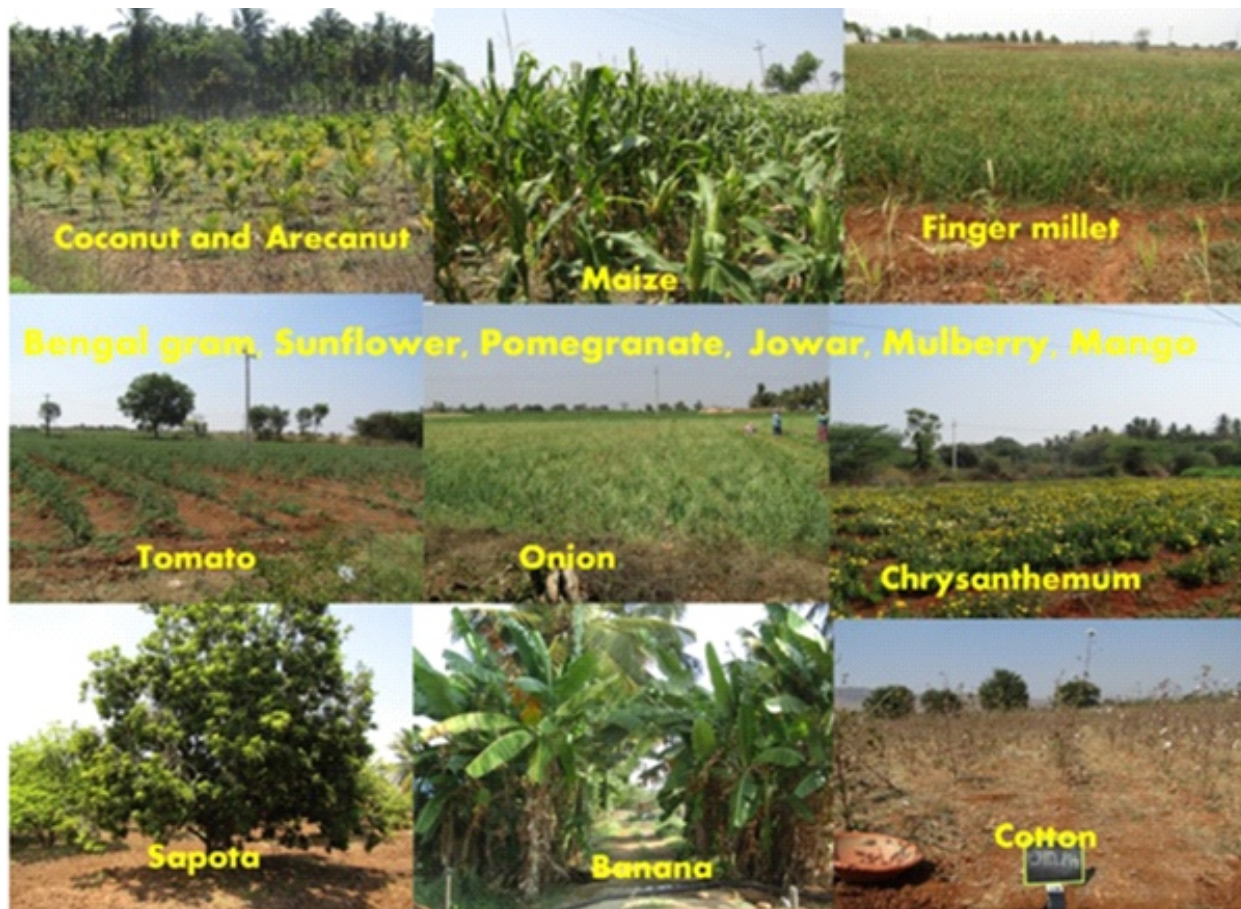 Coconut and Arecanut
Maize
Finger millet
Bengal gram, Sunflower, Pomegranate, Jowar, Mulberry, Mango
Tomato
Onion
Chrysanthemum
Sapota
Banana
Cotton